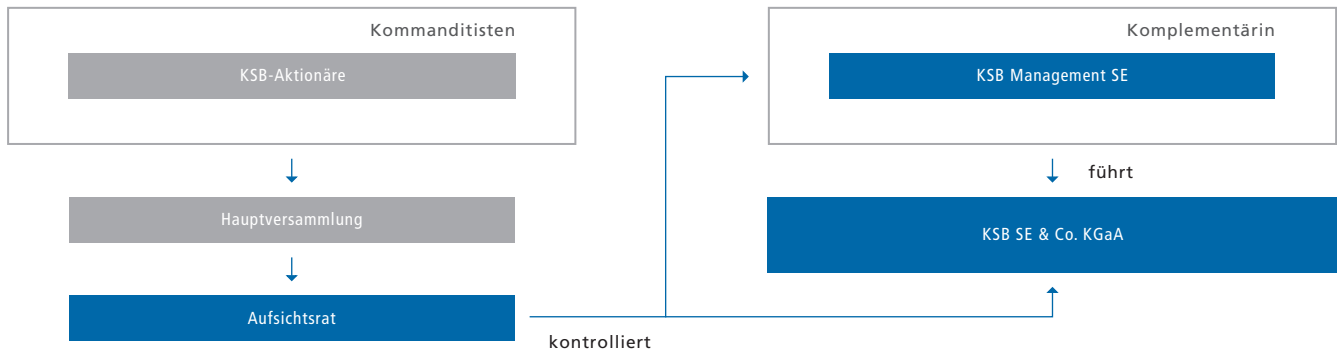 Kommanditisten
KSB-Aktionäre
Hauptversammlung
Aufsichtsrat
kontrolliert
Komplementärin
KSB Management SE
führt
KSB SE & Co. KGaA